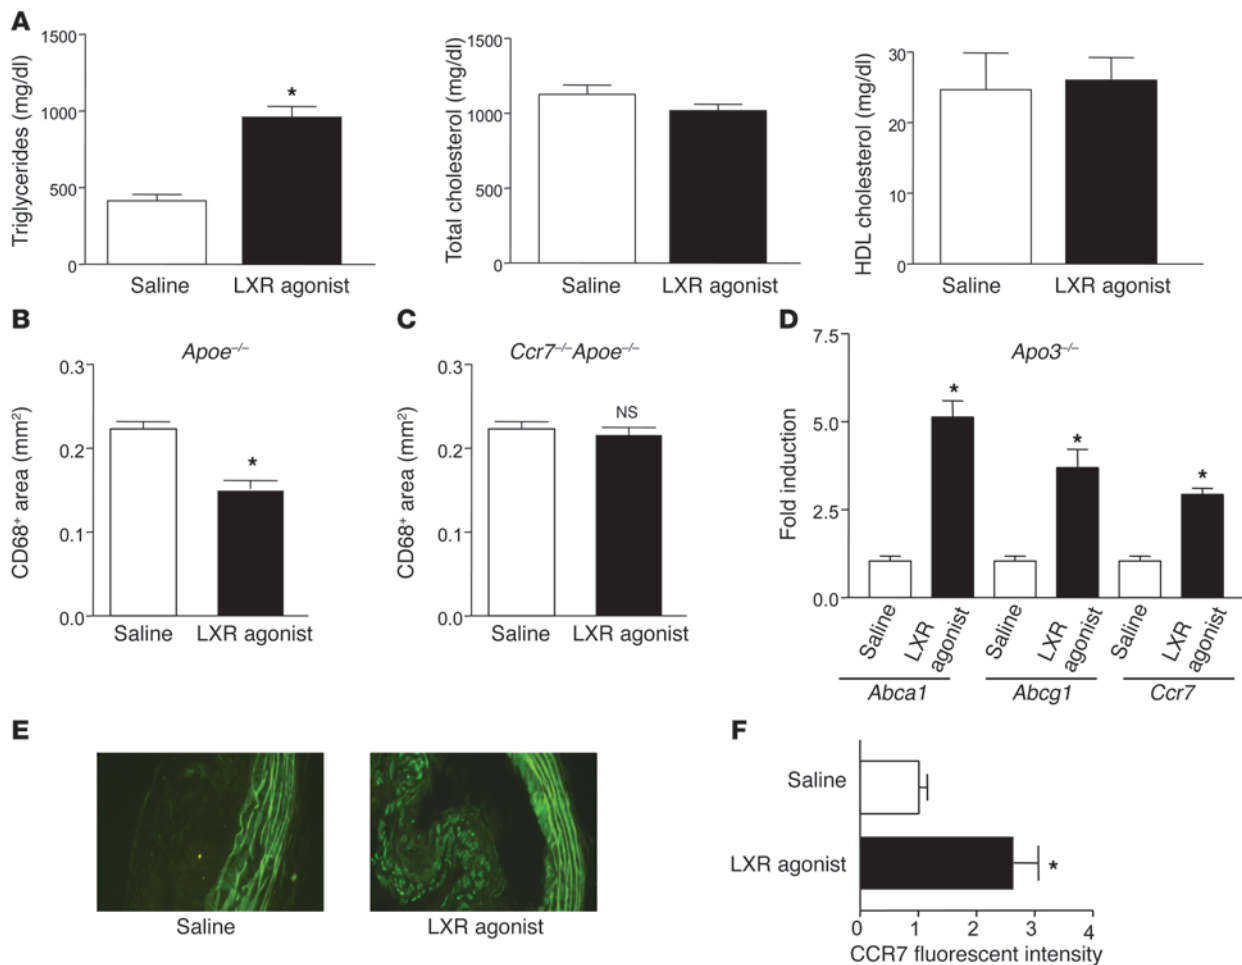 A
Triglycerides (mg/dl)
1500
1000
500
0
*
Saline
LXR agonist
Total cholesterol (mg/dl)
1500
1000
500
0
Saline
LXR agonist
HDL cholesterol (mg/dl)
30
20
10
0
Saline
LXR agonist
B
Apoe–/–
CD68+ area (mm2)
0.3
0.2
0.1
0.0
*
Saline
LXR agonist
C
Ccr7–/–Apoe–/–
CD68+ area (mm2)
0.3
0.2
0.1
0.0
NS
Saline
LXR agonist
D
Apo3–/–
Fold induction
7.5
5.0
2.5
0.0
*
*
*
Saline
LXR
agonist
Saline
LXR
agonist
Saline
LXR
agonist
Abca1
Abcg1
Ccr7
E
Saline
LXR agonist
F
Saline
LXR agonist
*
0 1 2 3 4
CCR7 fluorescent intensity